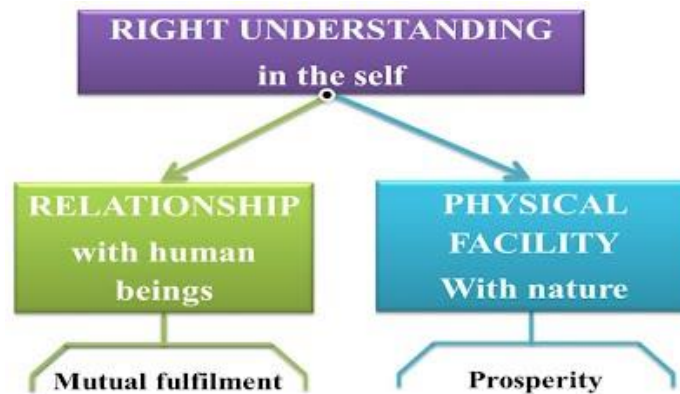 RIGHT UNDERSTANDING
in the self
RELATIONSHIP
with human
beings
PHYSICAL
FACILITY
With nature
Mutual fulfilment
Prosperity